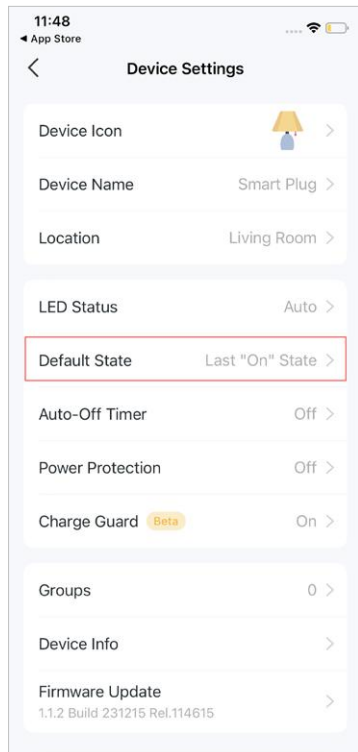 11:48
◀ App Store
Device Settings
Device Icon
Device Name Smart Plug
Location Living Room
LED Status Auto
Default State Last "On" State
Auto-Off Timer Off
Power Protection Off
Charge Guard Beta On
Groups 0
Device Info
Firmware Update
1.1.2 Build 231215 Rel.114615